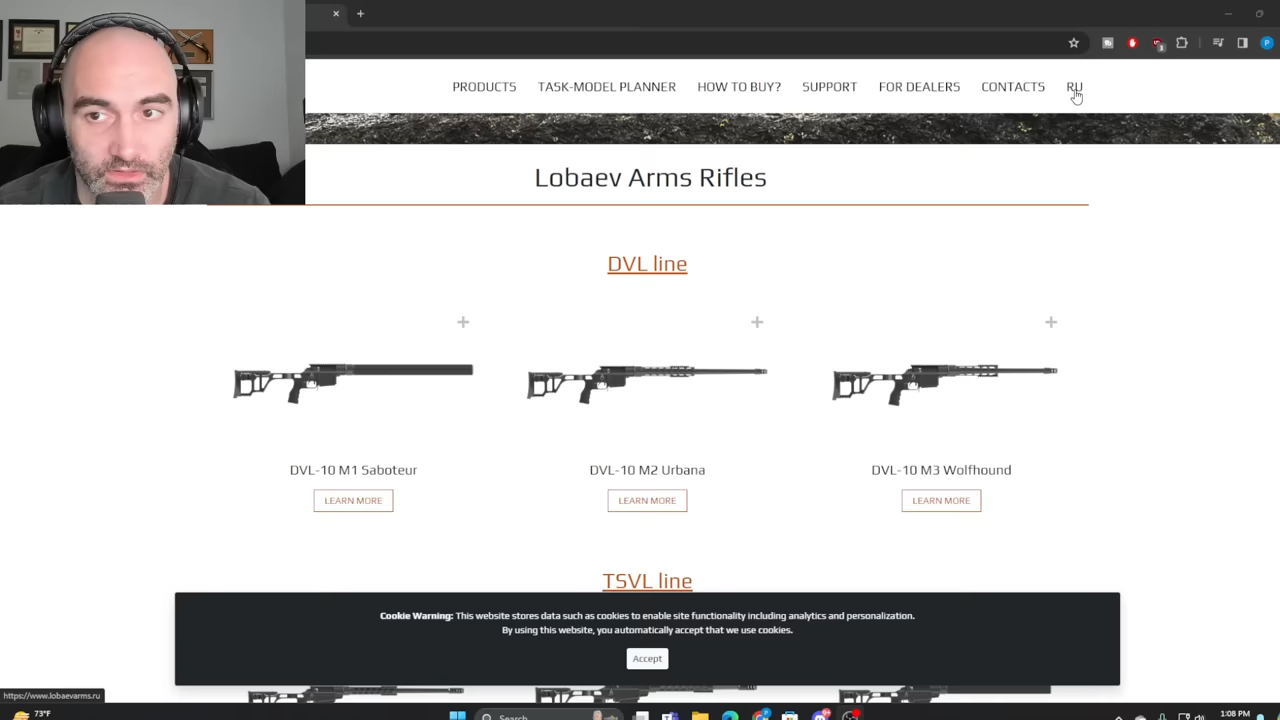 PRODUCTS TASK-MODEL PLANNER HOW TO BUY? SUPPORT FOR DEALERS CONTACTS RU
Lobaev Arms Rifles
DVL line
DVL-10 M1 Saboteur DVL-10 M2 Urbana DVL-10 M3 Wolfhound
LEARN MORE LEARN MORE LEARN MORE
TSVL line
Cookie Warning: This website stores data such as cookies to enable site functionality including analytics and personalization.
By using this website, you automatically accept that we use cookies.
Accept
https://www.lobaevarms.ru
73°F Search 1:08 PM